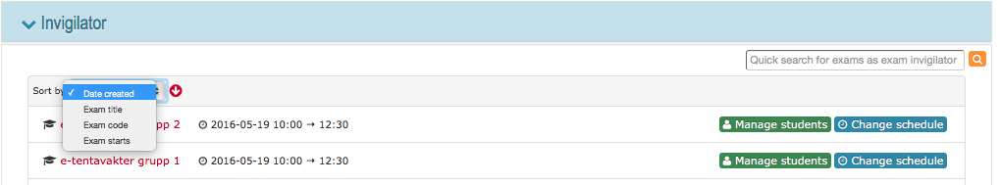 Invigilator
Quick search for exams as exam invigilator
Sort by
✓ Date created
Exam title
Exam code
Exam starts
e pp 2 2016-05-19 10:00 → 12:30 Manage students Change schedule
e-tentavakter grupp 1 2016-05-19 10:00 → 12:30 Manage students Change schedule